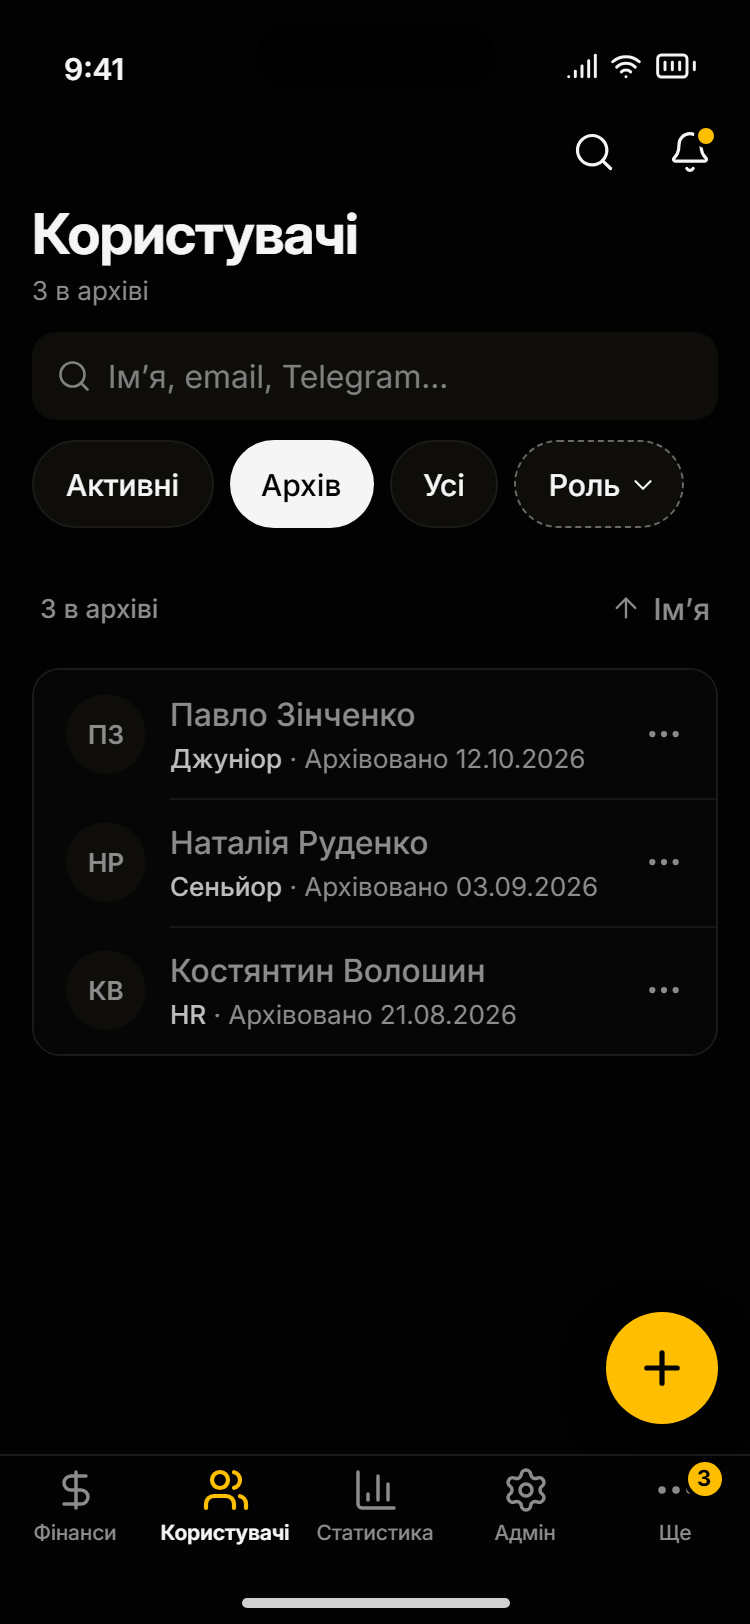 9:41
Користувачі
3 в архіві
Ім’я, email, Telegram...
Активні
Архів
Усі
Роль
3 в архіві
Ім’я
ПЗ
Павло Зінченко
Джуніор · Архівовано 12.10.2026
НР
Наталія Руденко
Сеньйор · Архівовано 03.09.2026
КВ
Костянтин Волошин
HR · Архівовано 21.08.2026
3
Фінанси
Користувачі
Статистика
Адмін
Ще